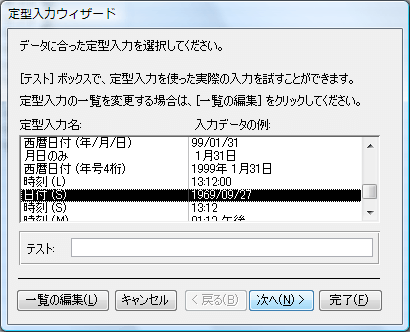 定型入力ウィザード
データに合った定型入力を選択してください。
[テスト] ボックスで、定型入力を使った実際の入力を試すことができます。
定型入力の一覧を変更する場合は、[一覧の編集] をクリックしてください。
定型入力名: 入力データの例:
西暦日付 (年/月/日) 99/01/31
月日のみ 1月31日
西暦日付 (年号4桁) 1999年 1月31日
時刻 (L) 13:12:00
日付 (S) 1969/09/27
時刻 (S) 13:12
時刻 (M) 01:12 午後
テスト:
一覧の編集(L) キャンセル < 戻る(B) 次へ(N) > 完了(F)